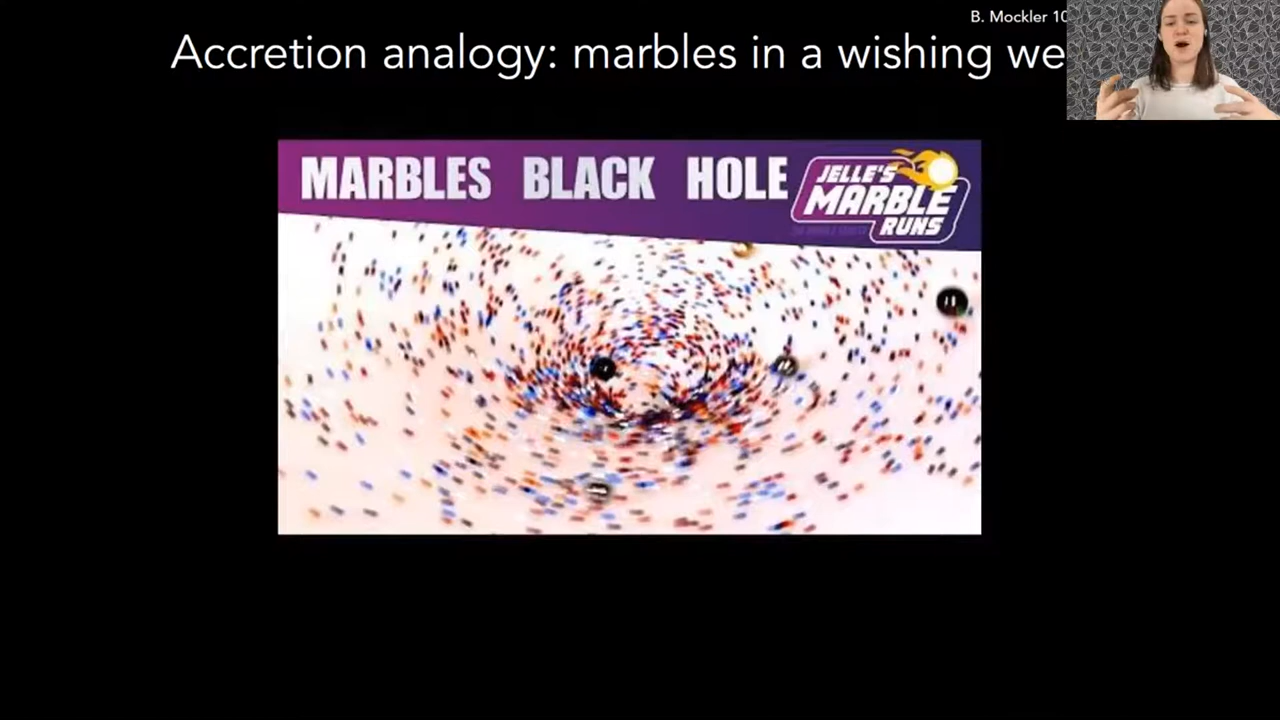 B. Mockler 10
Accretion analogy: marbles in a wishing we
MARBLES BLACK HOLE
JELLE'S
MARBLE
RUNS